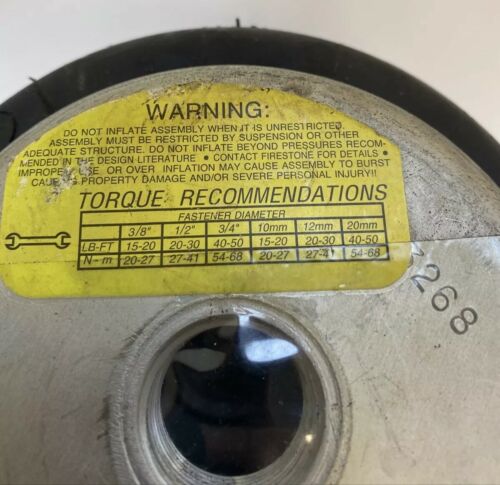 WARNING:
DO NOT INFLATE ASSEMBLY WHEN IT IS UNRESTRICTED.
ASSEMBLY MUST BE RESTRICTED BY SUSPENSION OR OTHER
ADEQUATE STRUCTURE. DO NOT INFLATE BEYOND PRESSURES RECOM-
MENDED IN THE DESIGN LITERATURE • CONTACT FIRESTONE FOR DETAILS •
IMPROPER USE OR OVER INFLATION MAY CAUSE ASSEMBLY TO BURST
CAUSING PROPERTY DAMAGE AND/OR SEVERE PERSONAL INJURY!!
TORQUE RECOMMENDATIONS
FASTENER DIAMETER
3/8" 1/2" 3/4" 10mm 12mm 20mm
LB-FT 15-20 20-30 40-50 15-20 20-30 40-50
N-m 20-27 27-41 54-68 20-27 27-41 54-68
268